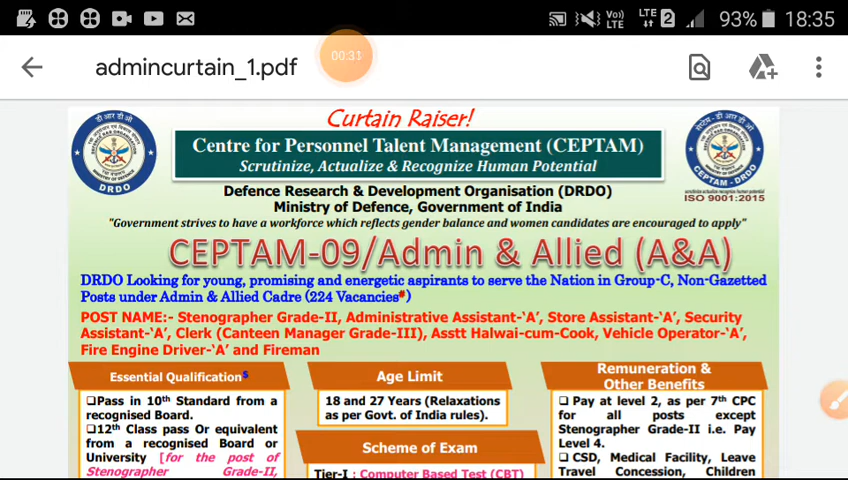 Vo))
LTE
LTE
2
93%
18:35
admincurtain_1.pdf
00:31
Curtain Raiser!
Centre for Personnel Talent Management (CEPTAM)
Scrutinize, Actualize & Recognize Human Potential
DRDO
CEPTAM - DRDO
ISO 9001:2015
Defence Research & Development Organisation (DRDO)
Ministry of Defence, Government of India
"Government strives to have a workforce which reflects gender balance and women candidates are encouraged to apply"
CEPTAM-09/Admin & Allied (A&A)
DRDO Looking for young, promising and energetic aspirants to serve the Nation in Group-C, Non-Gazetted
Posts under Admin & Allied Cadre (224 Vacancies#)
POST NAME:- Stenographer Grade-II, Administrative Assistant-'A', Store Assistant-'A', Security
Assistant-'A', Clerk (Canteen Manager Grade-III), Asstt Halwai-cum-Cook, Vehicle Operator-'A',
Fire Engine Driver-'A' and Fireman
Essential Qualification$
❑Pass in 10th Standard from a
recognised Board.
❑12th Class pass Or equivalent
from a recognised Board or
University [for the post of
Stenographer Grade-II,
Age Limit
18 and 27 Years (Relaxations
as per Govt. of India rules).
Scheme of Exam
Tier-I : Computer Based Test (CBT)
Remuneration &
Other Benefits
❑ Pay at level 2, as per 7th CPC
for all posts except
Stenographer Grade-II i.e. Pay
Level 4.
❑ CSD, Medical Facility, Leave
Travel Concession, Children